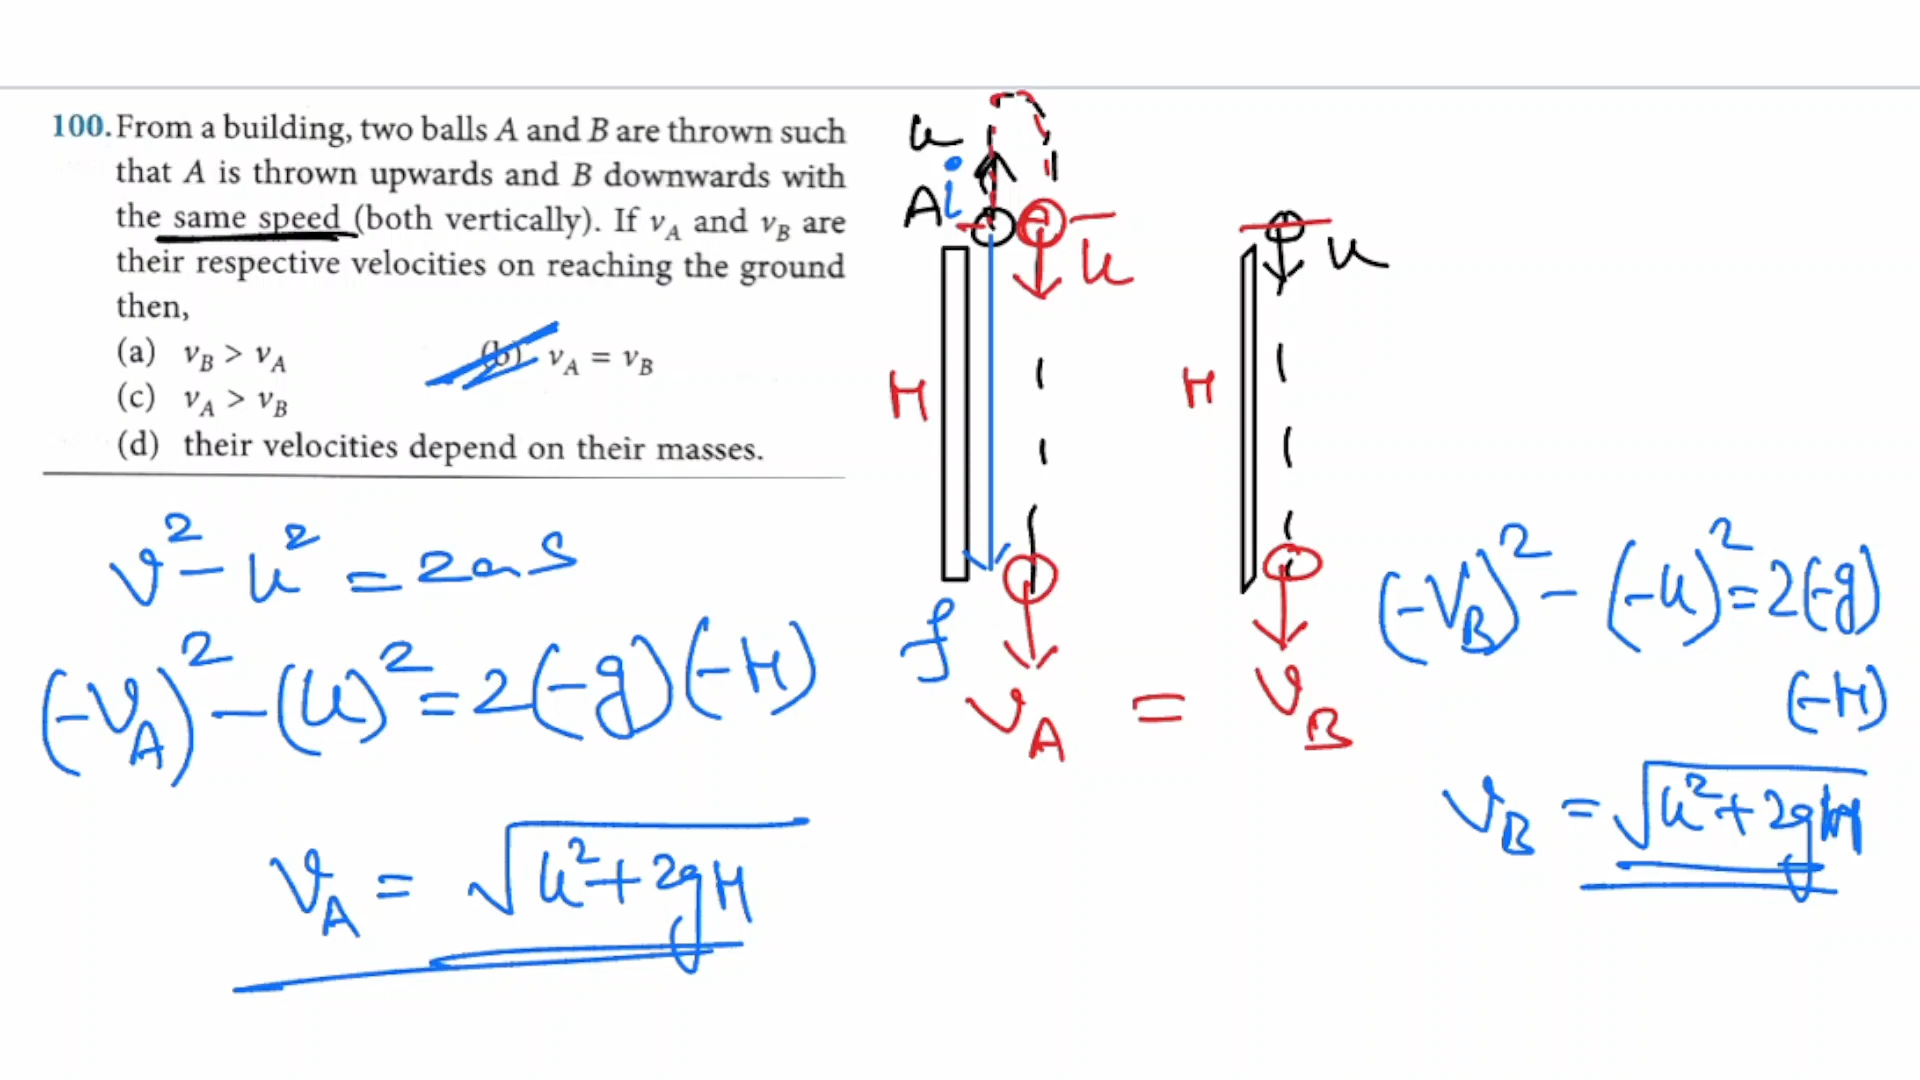 100. From a building, two balls A and B are thrown such
that A is thrown upwards and B downwards with
the same speed (both vertically). If v_A and v_B are
their respective velocities on reaching the ground
then,
(a) v_B > v_A (b) v_A = v_B
(c) v_A > v_B
(d) their velocities depend on their masses.
v² - u² = 2as
(-v_A)² - (u)² = 2(-g)(-H)
v_A = √(u² + 2gH)
u
A i
A
u
H
f
v_A = v_B
u
H
(-v_B)² - (-u)² = 2(-g)
(-H)
v_B = √(u² + 2gH)